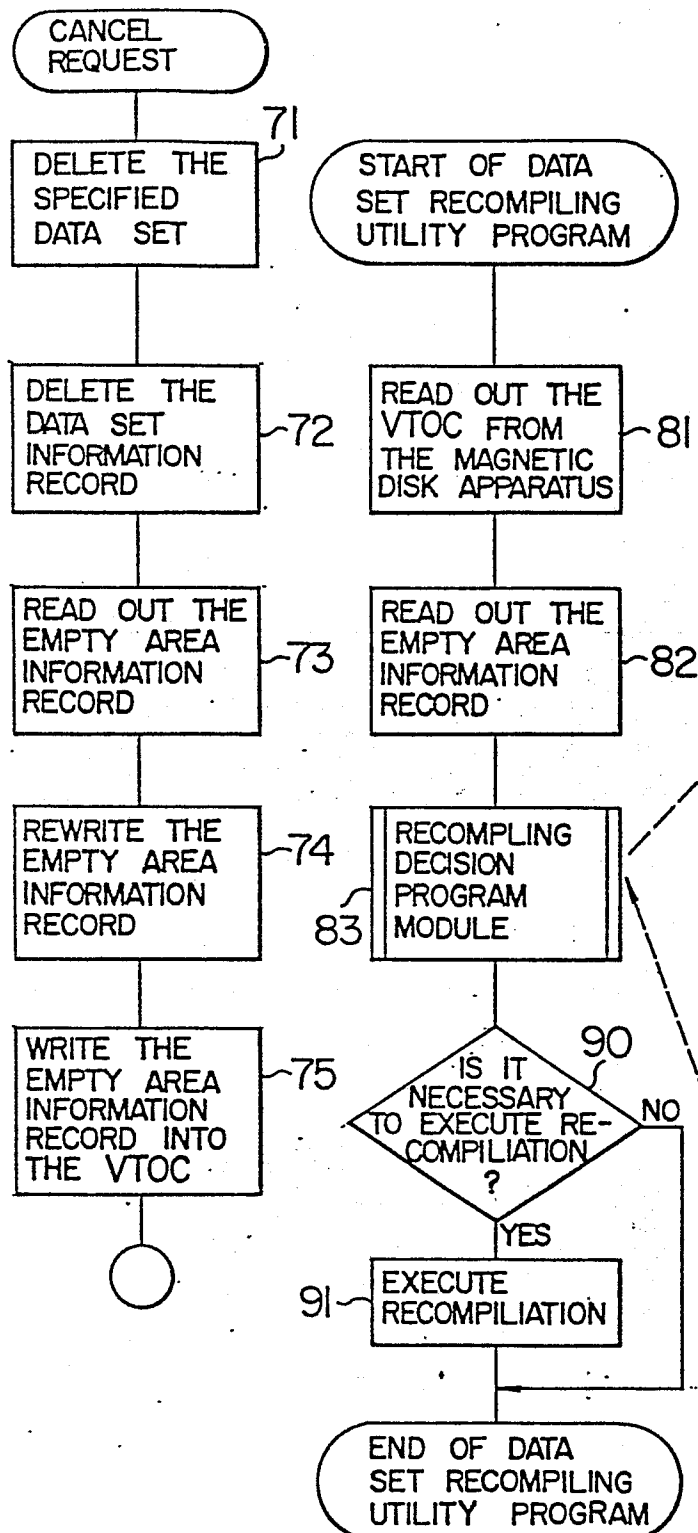 CANCEL
REQUEST
71
DELETE THE
SPECIFIED
DATA SET
DELETE THE
DATA SET
INFORMATION
RECORD
72
READ OUT THE
EMPTY AREA
INFORMATION
RECORD
73
REWRITE THE
EMPTY AREA
INFORMATION
RECORD
74
WRITE THE
EMPTY AREA
INFORMATION
RECORD INTO
THE VTOC
75
START OF DATA
SET RECOMPILING
UTILITY PROGRAM
READ OUT THE
VTOC FROM
THE MAGNETIC
DISK APPARATUS
81
READ OUT THE
EMPTY AREA
INFORMATION
RECORD
82
RECOMPLING
DECISION
PROGRAM
MODULE
83
90
IS IT
NECESSARY
TO EXECUTE RE-
COMPILIATION
?
NO
YES
EXECUTE
RECOMPILIATION
91
END OF DATA
SET RECOMPILING
UTILITY PROGRAM